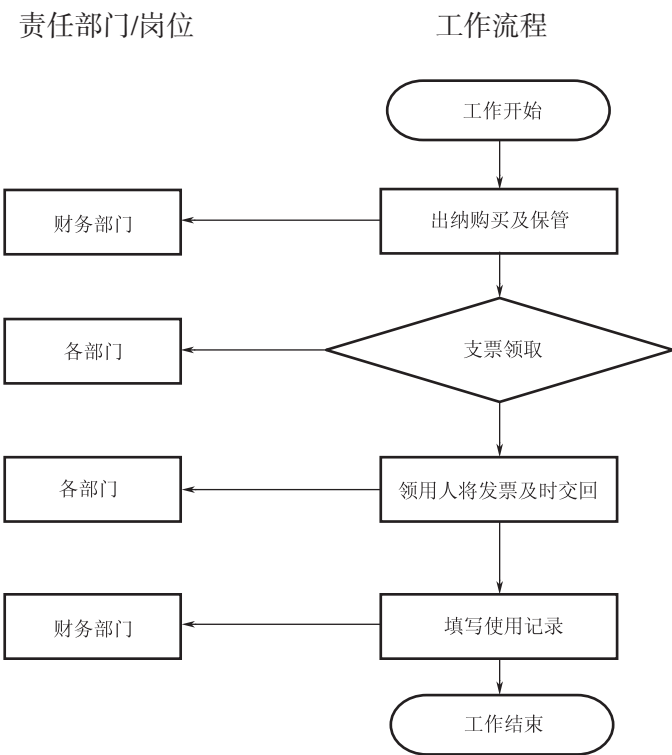 责任部门/岗位
工作流程
工作开始
财务部门
出纳购买及保管
各部门
支票领取
各部门
领用人将发票及时交回
财务部门
填写使用记录
工作结束